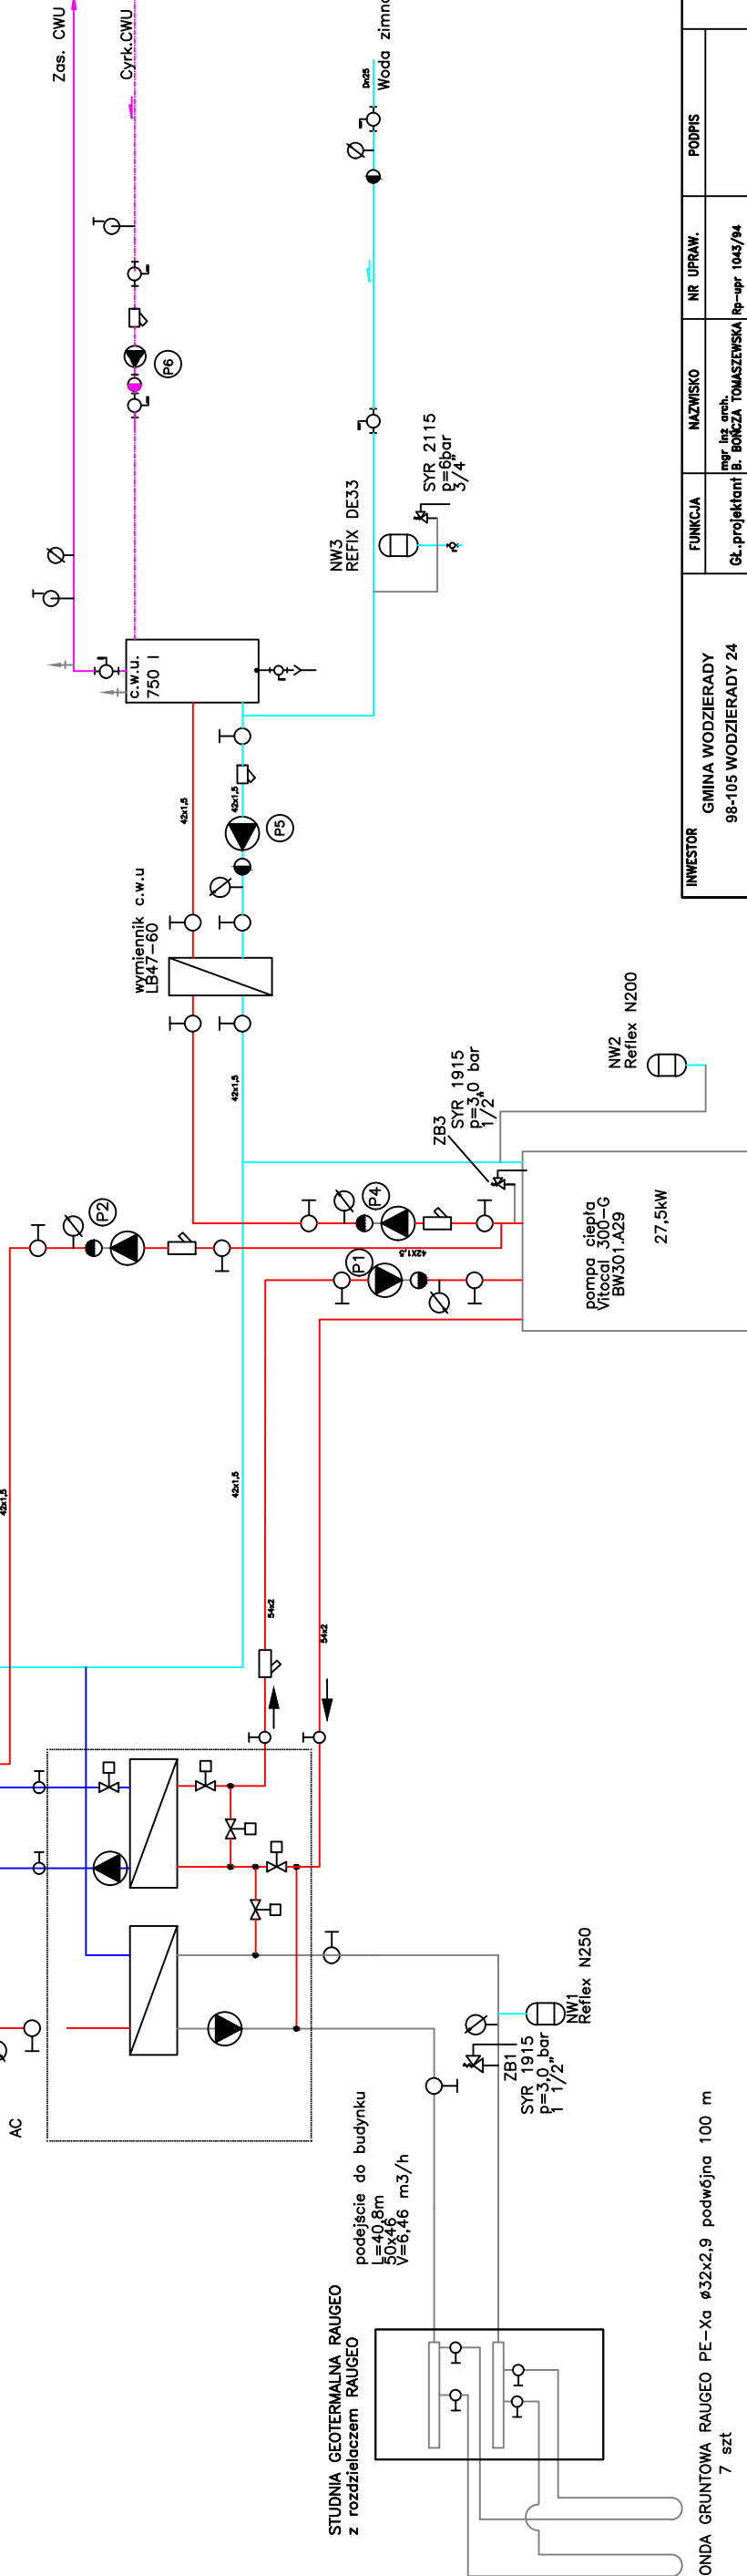 Zas. CWU
Cyrk.CWU
Dn25
P6
c.w.u.
750 l
NW3
REFIX DE33
SYR 2115
p=6bar
3/4"
42x1,5
42x1,5
P5
wymiennik c.w.u
LB47-60
42x1,5
ZB3
SYR 1915
p=3,0 bar
1/2"
NW2
Reflex N200
P2
P4
P1
42X1,5
pompa ciepła
Vitocal 300-G
BW301.A29
27,5kW
42x1,5
42x1,5
54x2
54x2
AC
NW1
Reflex N250
ZB1
SYR 1915
p=3,0 bar
1 1/2"
podejście do budynku
L=40,8m
50x46
V=6,46 m3/h
STUDNIA GEOTERMALNA RAUGEO
z rozdzielaczem RAUGEO
ONDA GRUNTOWA RAUGEO PE-Xa ø32x2,9 podwójna 100 m
7 szt
INWESTOR
GMINA WODZIERADY
98-105 WODZIERADY 24
FUNKCJA
NAZWISKO
NR UPRAW.
PODPIS
GŁ.projektant
mgr inż arch.
B. BOŃCZA TOMASZEWSKA
Rp-upr 1043/94
Woda